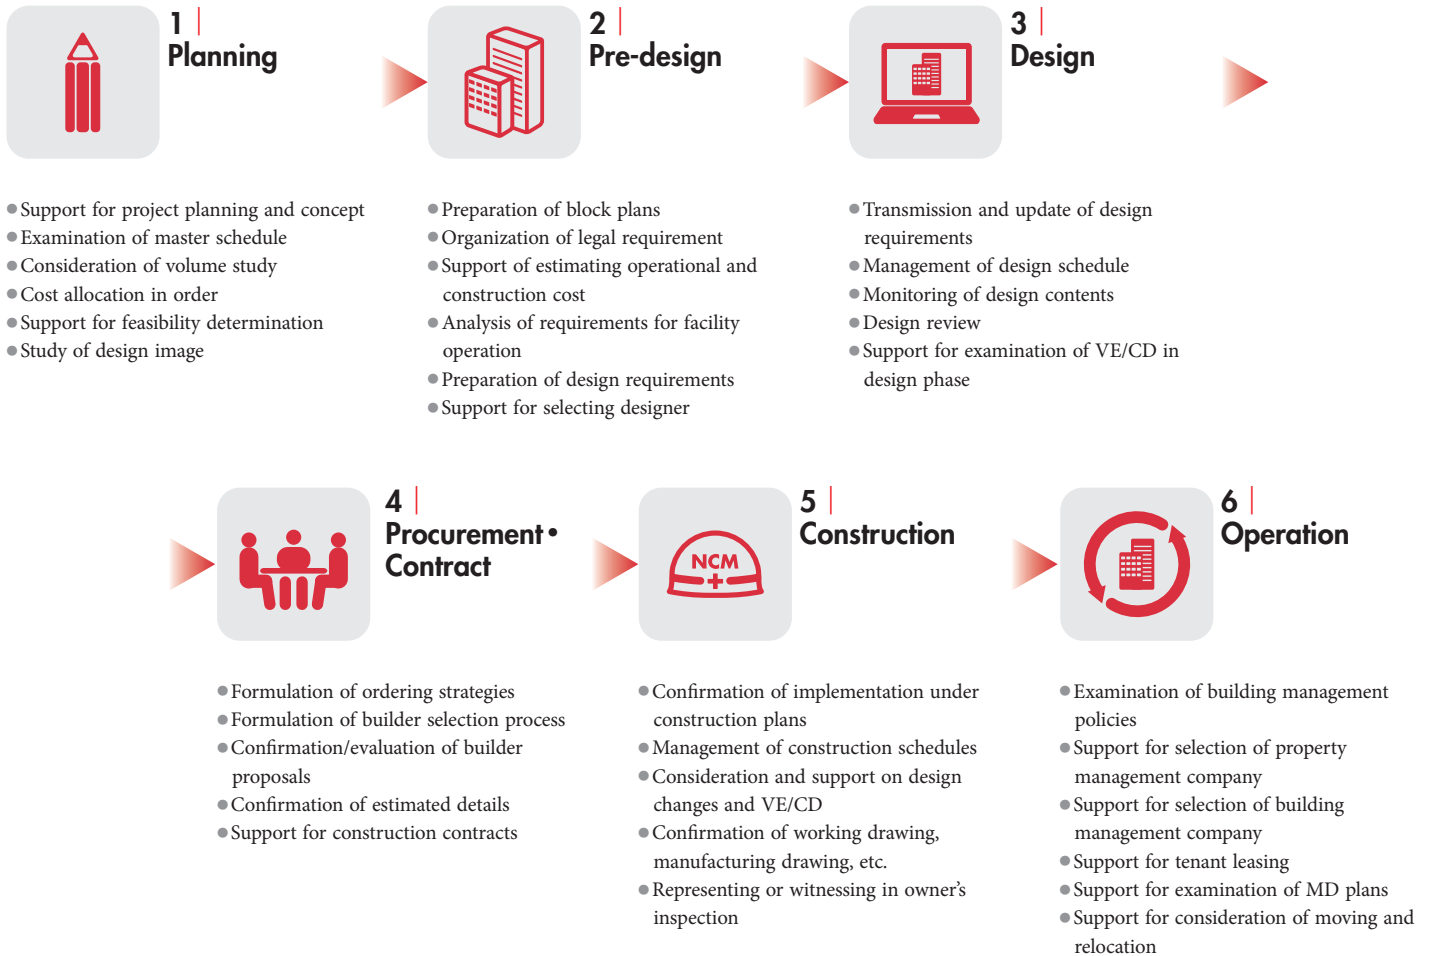 1
Planning
● Support for project planning and concept
● Examination of master schedule
● Consideration of volume study
● Cost allocation in order
● Support for feasibility determination
● Study of design image
2
Pre-design
● Preparation of block plans
● Organization of legal requirement
● Support of estimating operational and
construction cost
● Analysis of requirements for facility
operation
● Preparation of design requirements
● Support for selecting designer
3
Design
● Transmission and update of design
requirements
● Management of design schedule
● Monitoring of design contents
● Design review
● Support for examination of VE/CD in
design phase
4
Procurement•
Contract
● Formulation of ordering strategies
● Formulation of builder selection process
● Confirmation/evaluation of builder
proposals
● Confirmation of estimated details
● Support for construction contracts
NCM
5
Construction
● Confirmation of implementation under
construction plans
● Management of construction schedules
● Consideration and support on design
changes and VE/CD
● Confirmation of working drawing,
manufacturing drawing, etc.
● Representing or witnessing in owner's
inspection
6
Operation
● Examination of building management
policies
● Support for selection of property
management company
● Support for selection of building
management company
● Support for tenant leasing
● Support for examination of MD plans
● Support for consideration of moving and
relocation